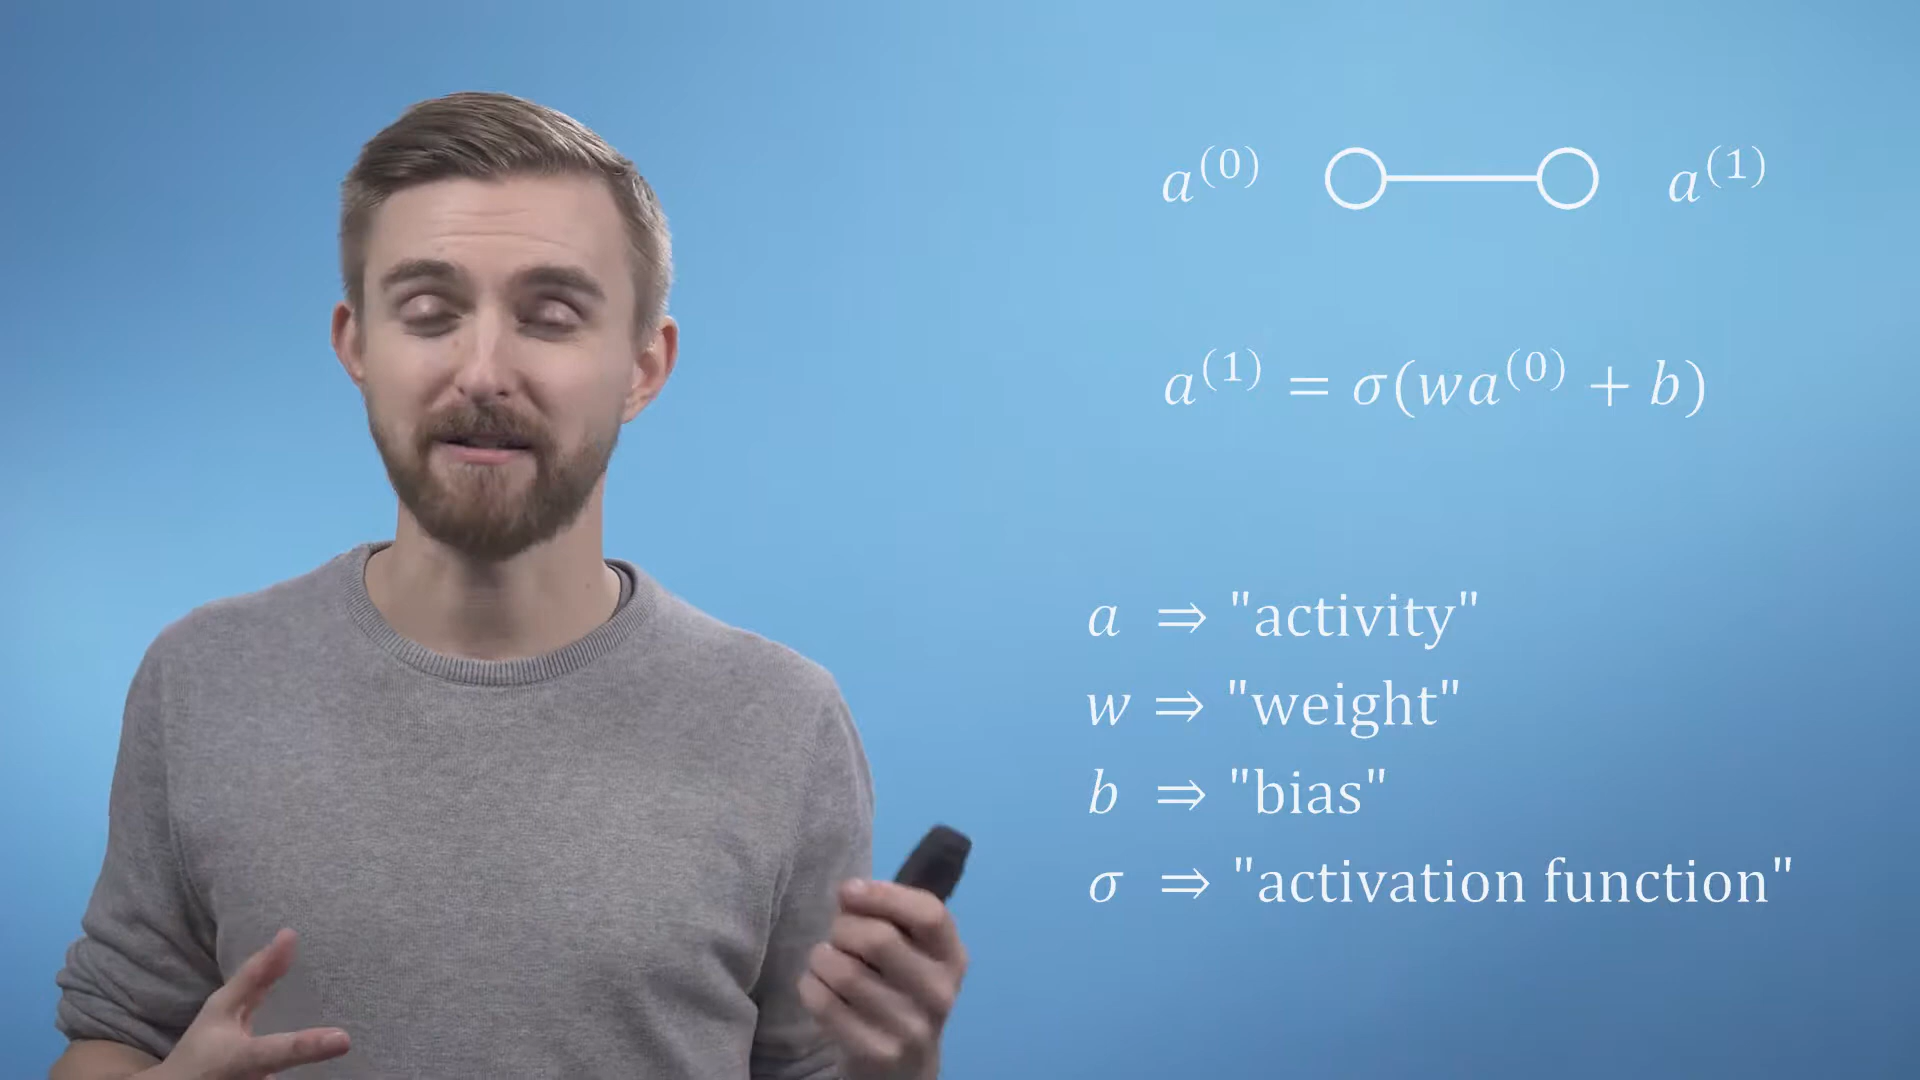 a⁽⁰⁾ a⁽¹⁾
a⁽¹⁾ = σ(wa⁽⁰⁾ + b)
a ⇒ "activity"
w ⇒ "weight"
b ⇒ "bias"
σ ⇒ "activation function"